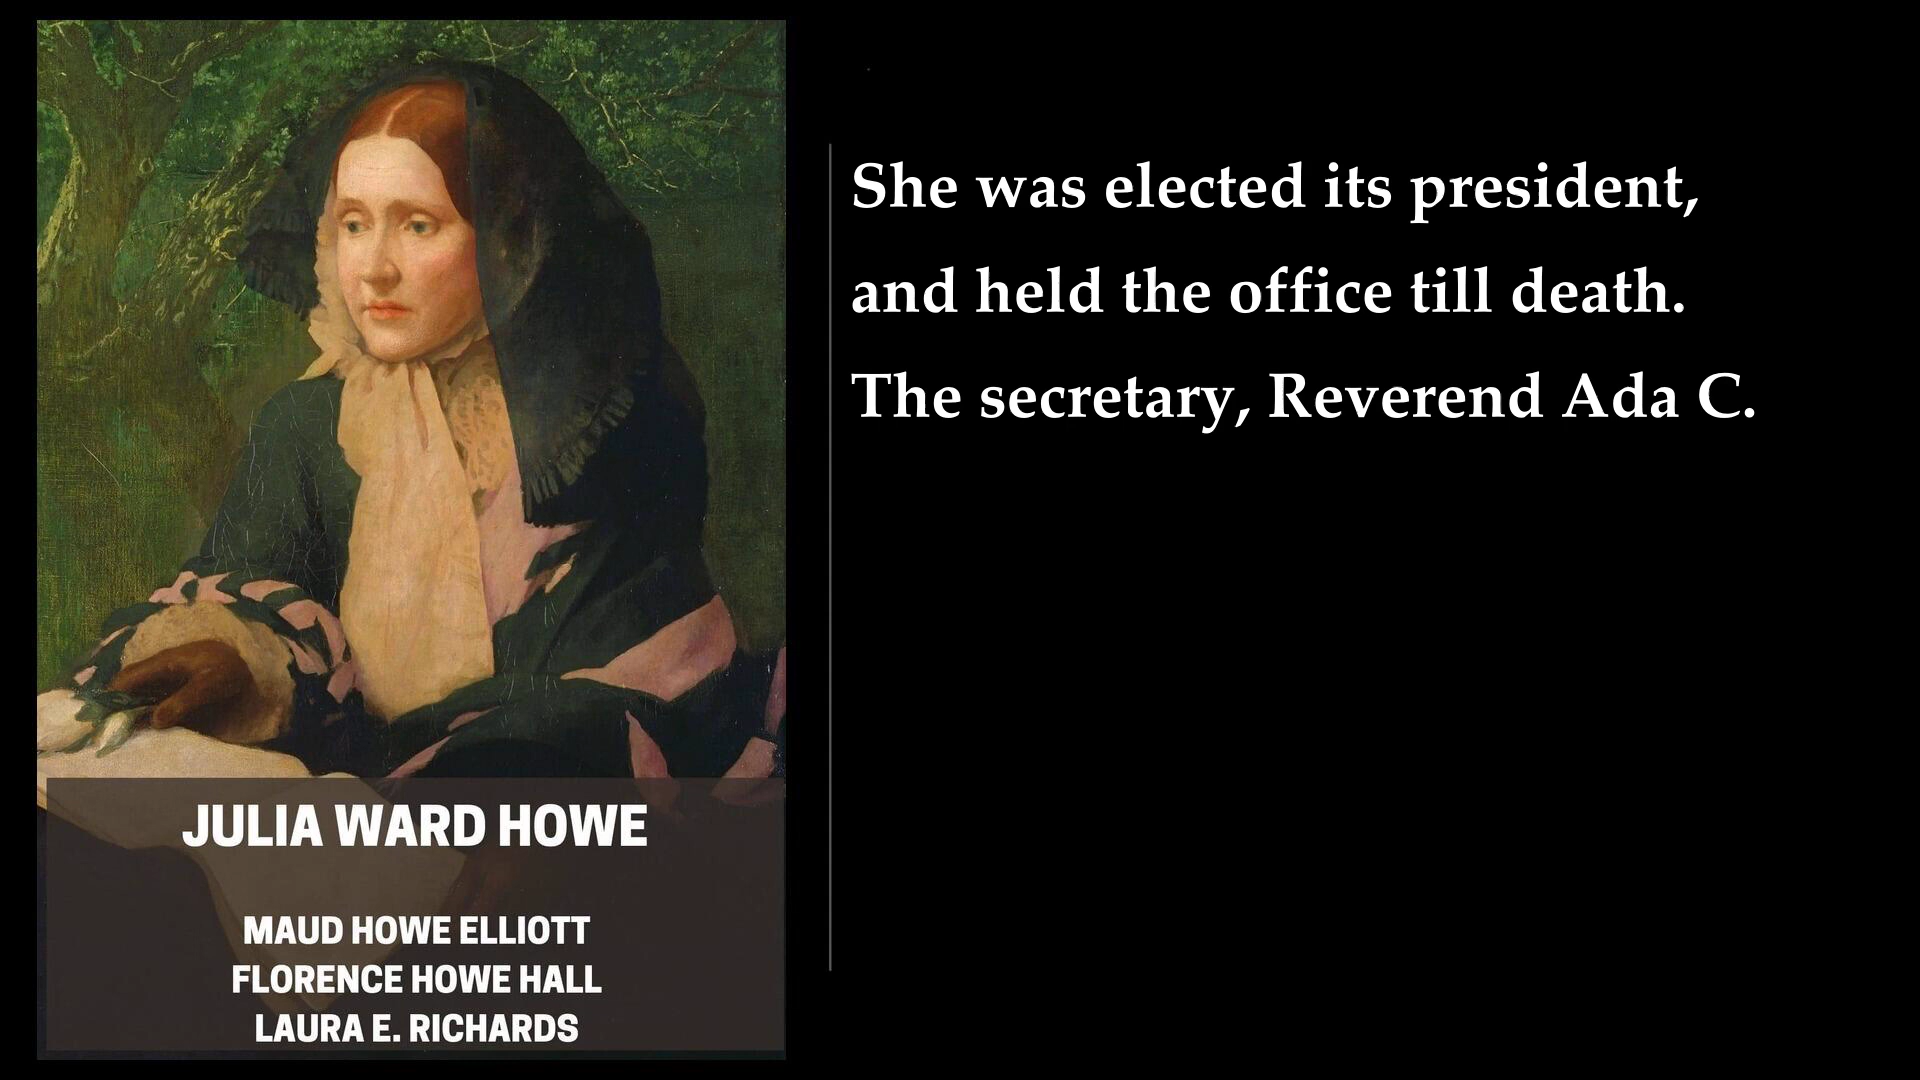 She was elected its president,
and held the office till death.
The secretary, Reverend Ada C.
JULIA WARD HOWE
MAUD HOWE ELLIOTT
FLORENCE HOWE HALL
LAURA E. RICHARDS